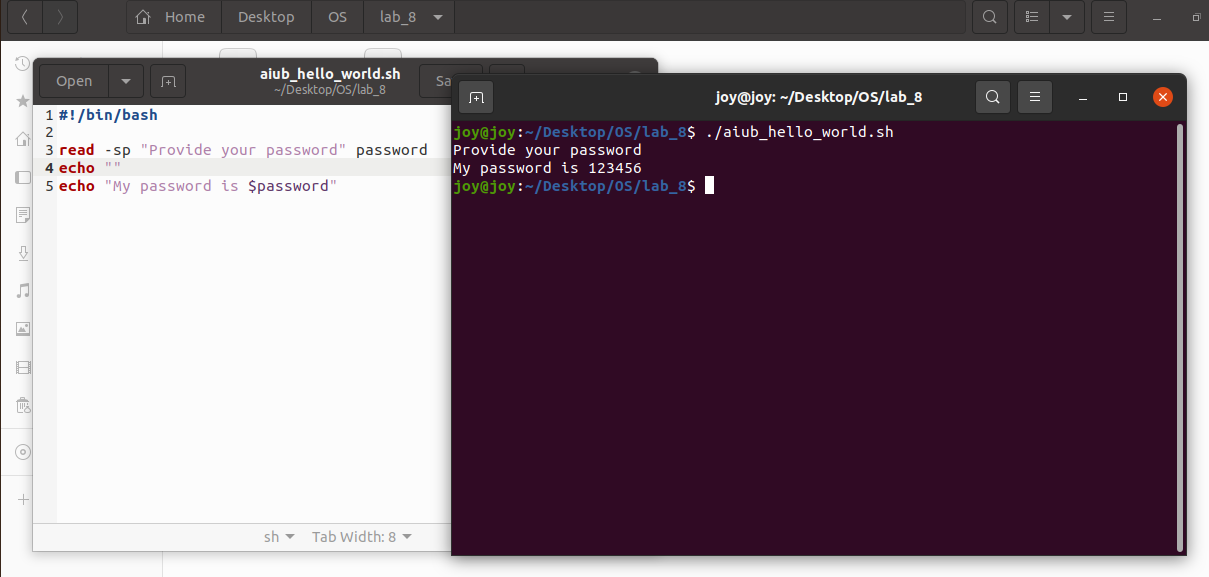 Home Desktop OS lab_8
Open aiub_hello_world.sh Sa
~/Desktop/OS/lab_8
1 #!/bin/bash
2
3 read -sp "Provide your password" password
4 echo ""
5 echo "My password is $password"
sh Tab Width: 8
joy@joy: ~/Desktop/OS/lab_8
joy@joy:~/Desktop/OS/lab_8$ ./aiub_hello_world.sh
Provide your password
My password is 123456
joy@joy:~/Desktop/OS/lab_8$